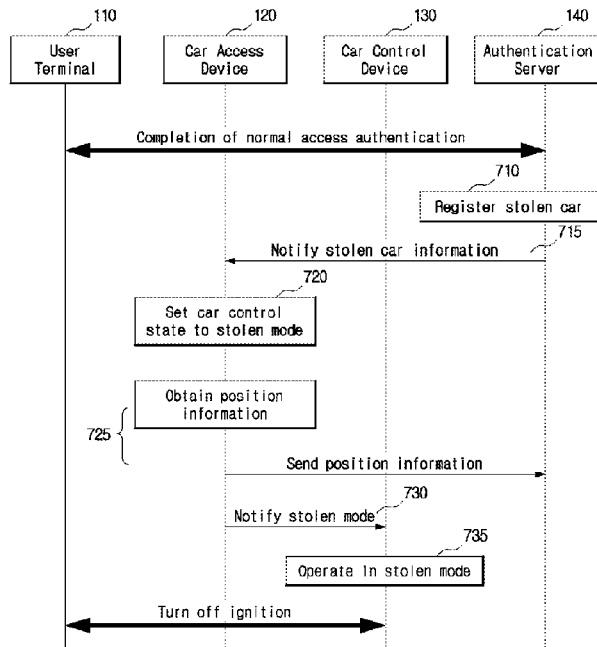 110
120
130
140
User
Terminal
Car Access
Device
Car Control
Device
Authentication
Server
Completion of normal access authentication
710
Register stolen car
715
Notify stolen car information
720
Set car control
state to stolen mode
Obtain position
information
725
Send position information
730
Notify stolen mode
735
Operate in stolen mode
Turn off ignition